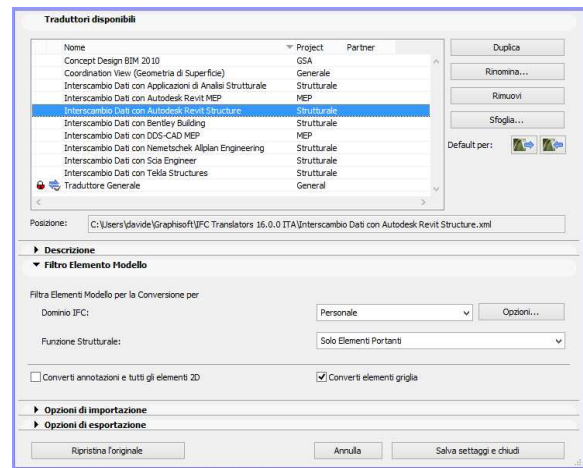 Traduttori disponibili
Nome Project Partner
Concept Design BIM 2010 GSA
Coordination View (Geometria di Superficie) Generale
Interscambio Dati con Applicazioni di Analisi Strutturale Strutturale
Interscambio Dati con Autodesk Revit MEP MEP
Interscambio Dati con Autodesk Revit Structure Strutturale
Interscambio Dati con Bentley Building Strutturale
Interscambio Dati con DDS-CAD MEP MEP
Interscambio Dati con Nemetschek Allplan Engineering Strutturale
Interscambio Dati con Scia Engineer Strutturale
Interscambio Dati con Tekla Structures Strutturale
Traduttore Generale General
Duplica
Rinomina...
Rimuovi
Sfoglia...
Default per:
Posizione: C:\Users\davide\Graphisoft\IFC Translators 16.0.0 ITA\Interscambio Dati con Autodesk Revit Structure.xml
Descrizione
Filtro Elemento Modello
Filtra Elementi Modello per la Conversione per
Dominio IFC: Personale Opzioni...
Funzione Strutturale: Solo Elementi Portanti
Converti annotazioni e tutti gli elementi 2D Converti elementi griglia
Opzioni di importazione
Opzioni di esportazione
Ripristina l'originale Annulla Salva settaggi e chiudi